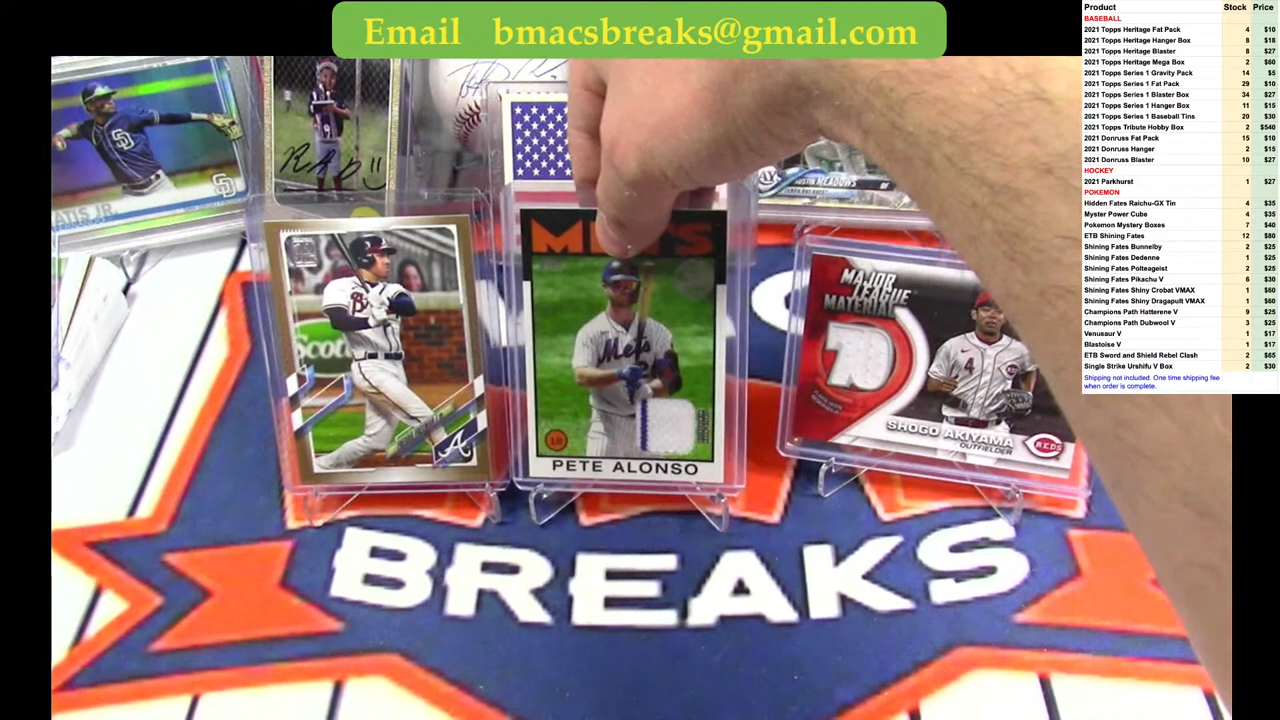 Email bmacsbreaks@gmail.com
Product Stock Price
BASEBALL
2021 Topps Heritage Fat Pack 4 $10
2021 Topps Heritage Hanger Box 8 $18
2021 Topps Heritage Blaster 8 $27
2021 Topps Heritage Mega Box 2 $60
2021 Topps Series 1 Gravity Pack 14 $5
2021 Topps Series 1 Fat Pack 29 $10
2021 Topps Series 1 Blaster Box 34 $27
2021 Topps Series 1 Hanger Box 11 $15
2021 Topps Series 1 Baseball Tins 20 $30
2021 Topps Tribute Hobby Box 2 $540
2021 Donruss Fat Pack 15 $10
2021 Donruss Hanger 2 $15
2021 Donruss Blaster 10 $27
HOCKEY
2021 Parkhurst 1 $27
POKEMON
Hidden Fates Raichu-GX Tin 4 $35
Myster Power Cube 4 $35
Pokemon Mystery Boxes 7 $40
ETB Shining Fates 12 $80
Shining Fates Bunnelby 2 $25
Shining Fates Dedenne 1 $25
Shining Fates Polteageist 2 $25
Shining Fates Pikachu V 6 $30
Shining Fates Shiny Crobat VMAX 1 $60
Shining Fates Shiny Dragapult VMAX 1 $60
Champions Path Hatterene V 9 $25
Champions Path Dubwool V 3 $25
Venusaur V 1 $17
Blastoise V 1 $17
ETB Sword and Shield Rebel Clash 2 $65
Single Strike Urshifu V Box 2 $30
Shipping not included. One time shipping fee
when order is complete.
SD
AUSTIN MEADOWS
OF
METS
Mets
1B
PETE ALONSO
MAJOR
LEAGUE
MATERIAL
4
SHOGO AKIYAMA
OUTFIELDER
REDS
BREAKS